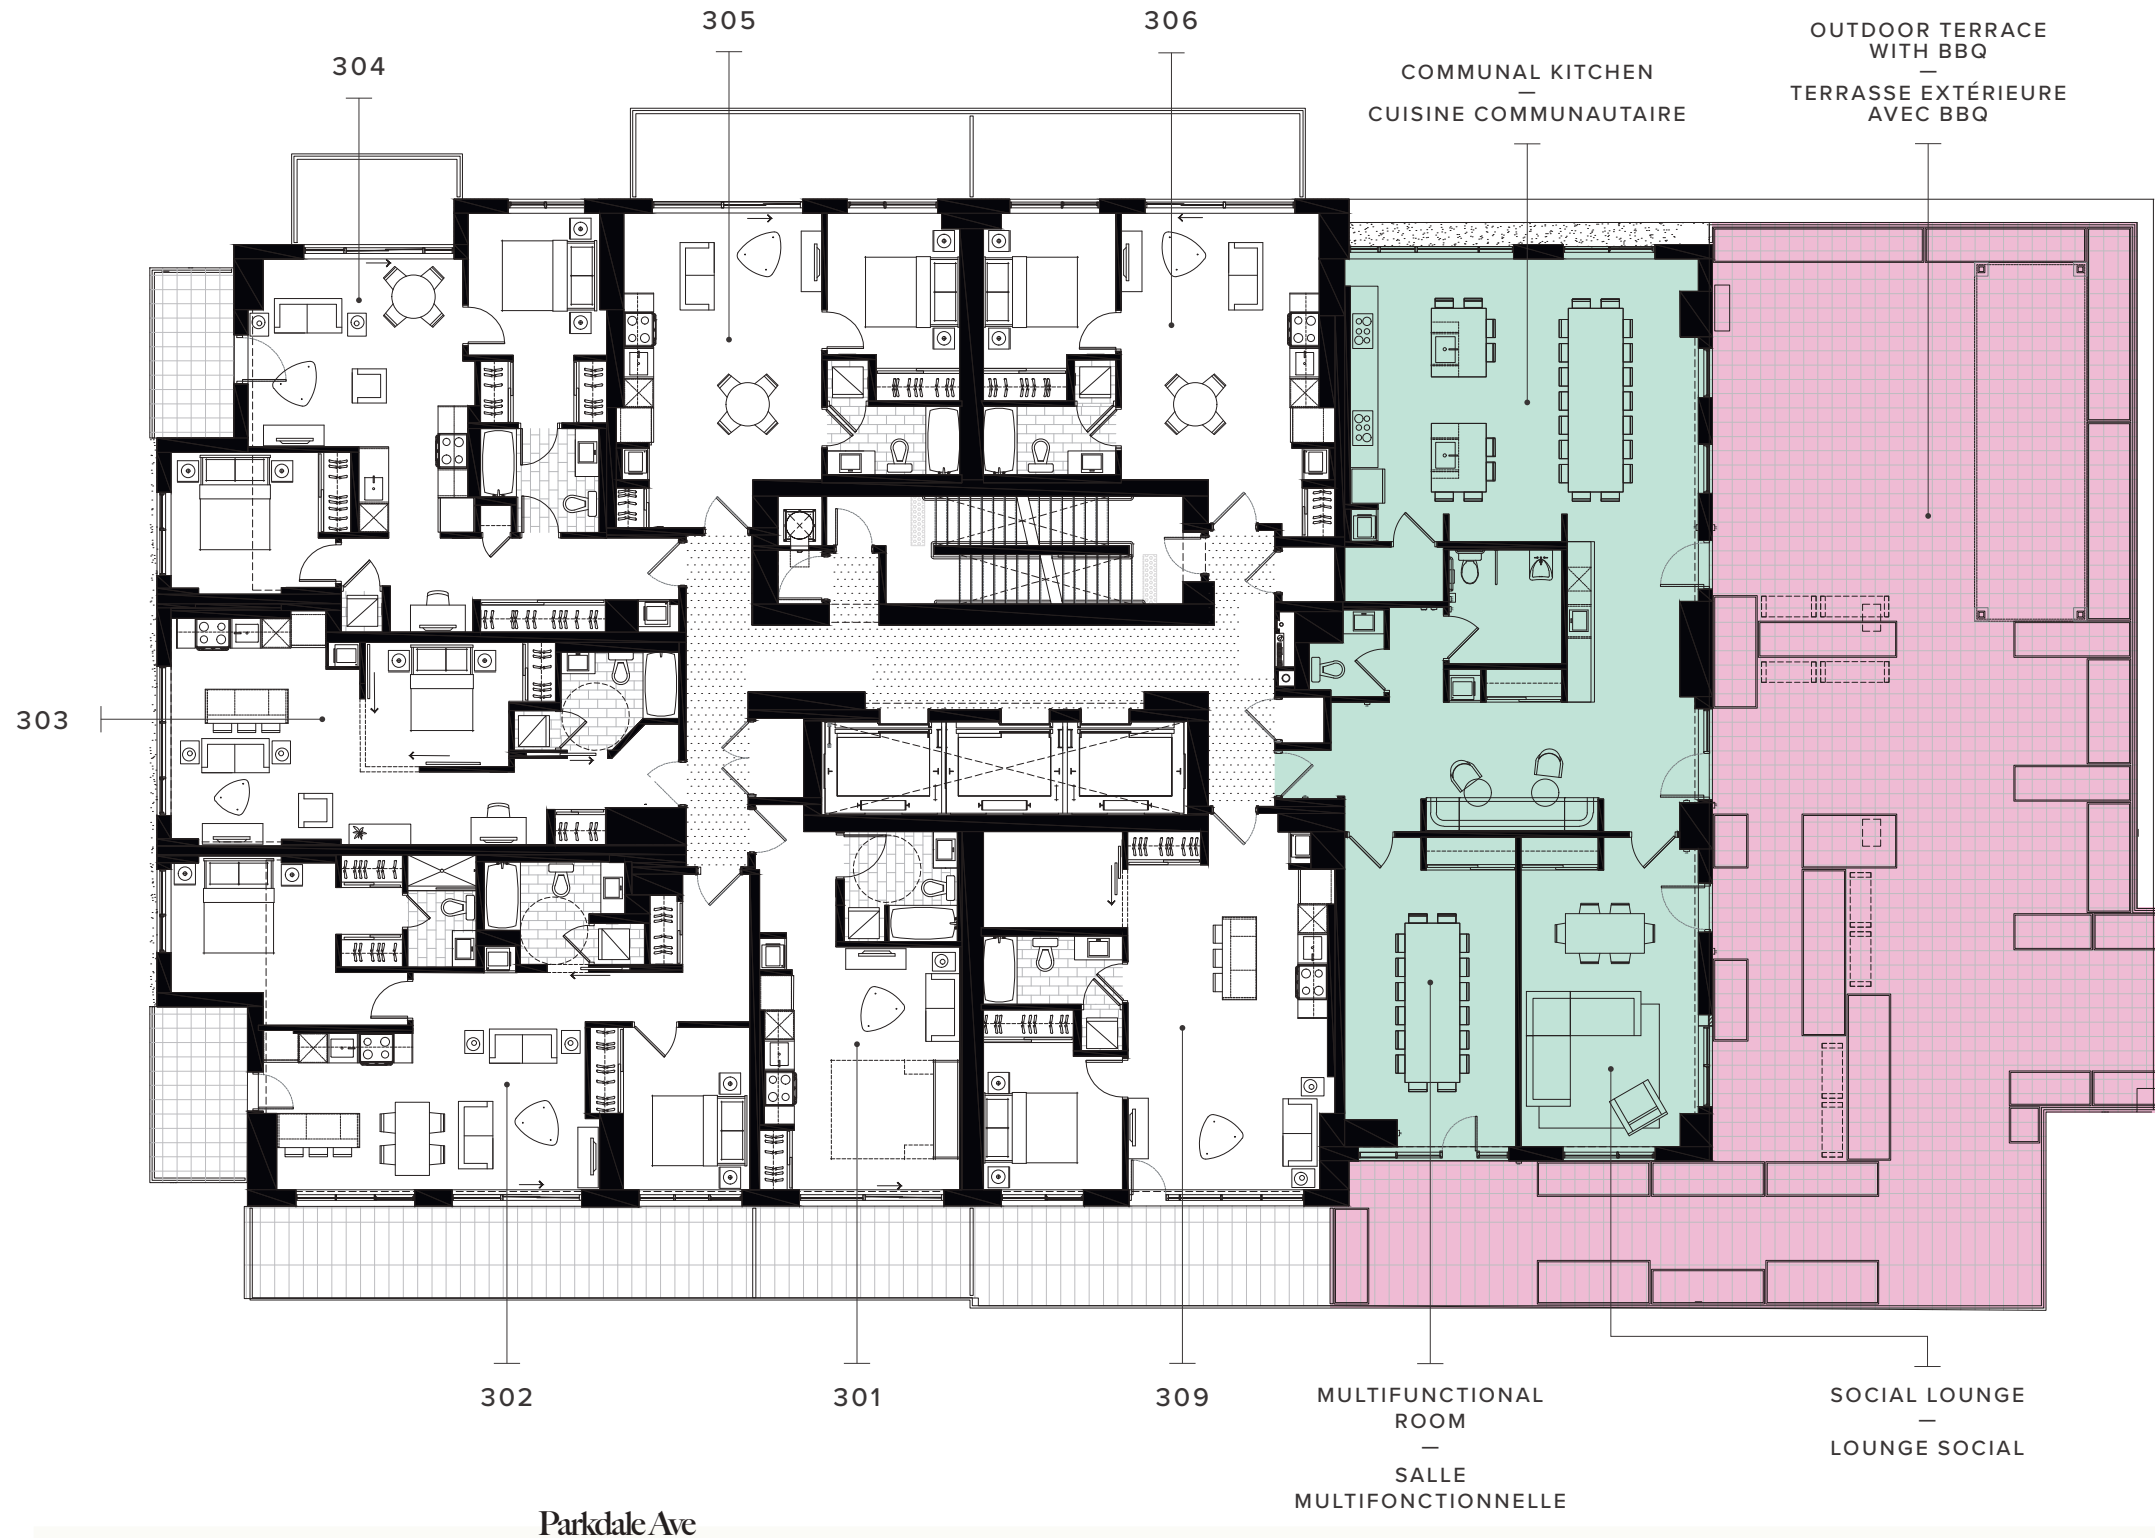 305
306
304
COMMUNAL KITCHEN
—
CUISINE COMMUNAUTAIRE
OUTDOOR TERRACE
WITH BBQ
—
TERRASSE EXTÉRIEURE
AVEC BBQ
303
302
301
309
MULTIFUNCTIONAL
ROOM
—
SALLE
MULTIFONCTIONNELLE
SOCIAL LOUNGE
—
LOUNGE SOCIAL
Parkdale Ave